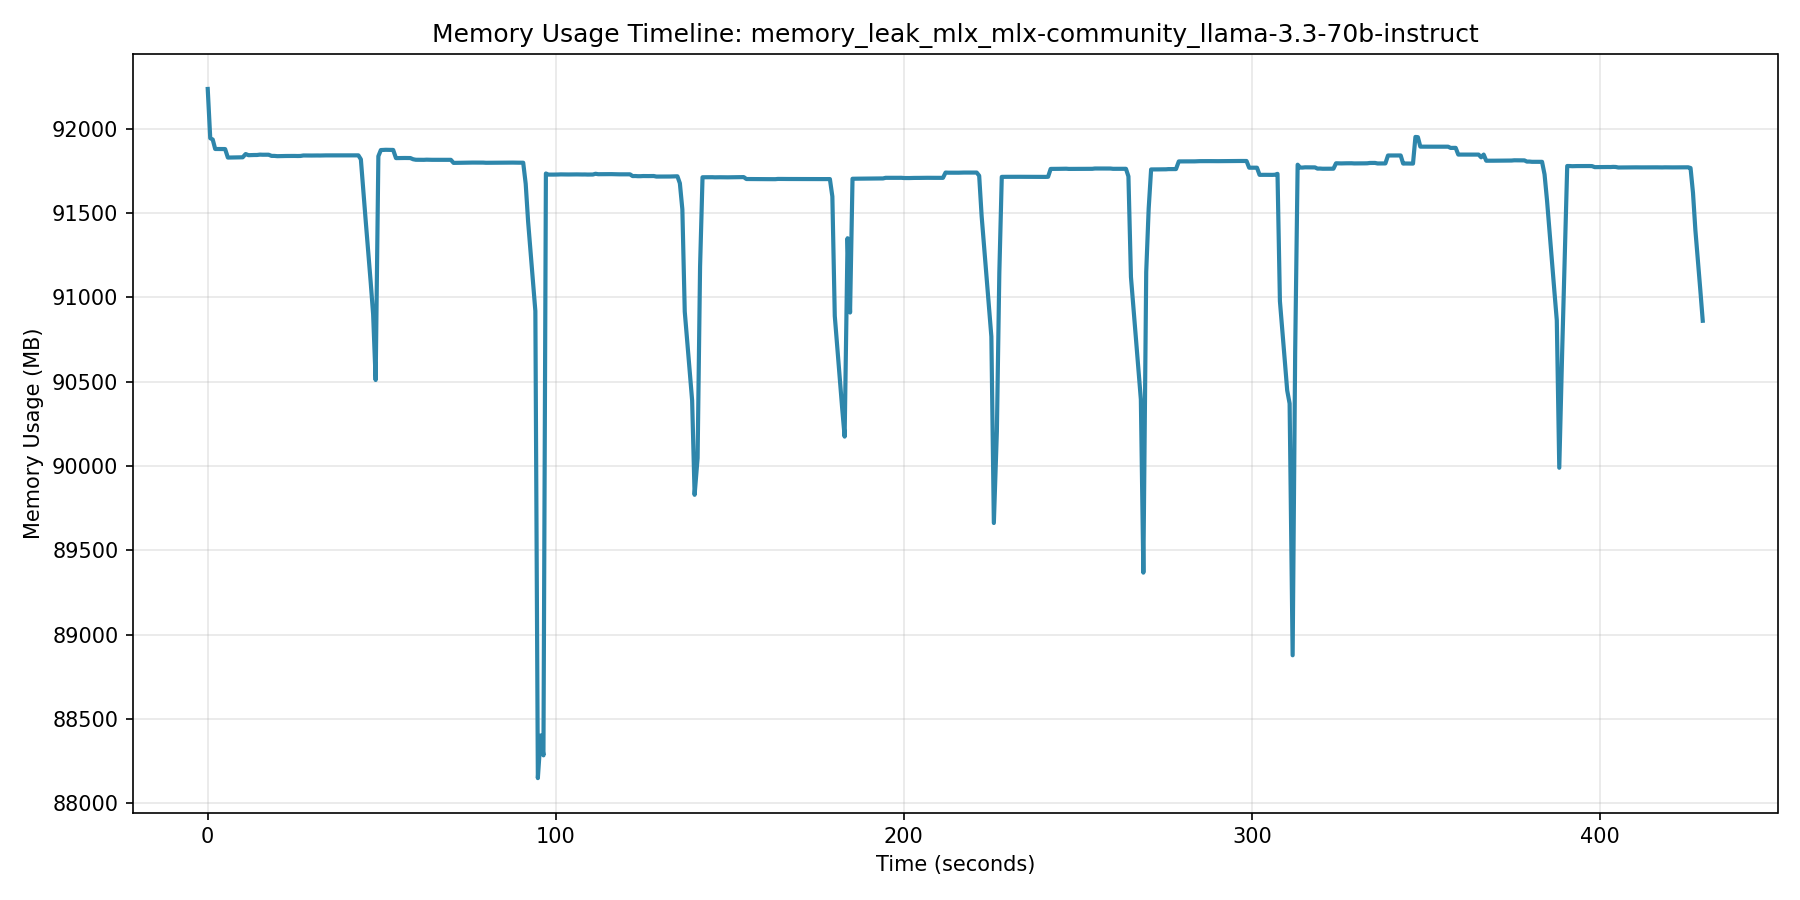 Memory Usage Timeline: memory_leak_mlx_mlx-community_llama-3.3-70b-instruct
Memory Usage (MB)
92000
91500
91000
90500
90000
89500
89000
88500
88000
0 100 200 300 400
Time (seconds)